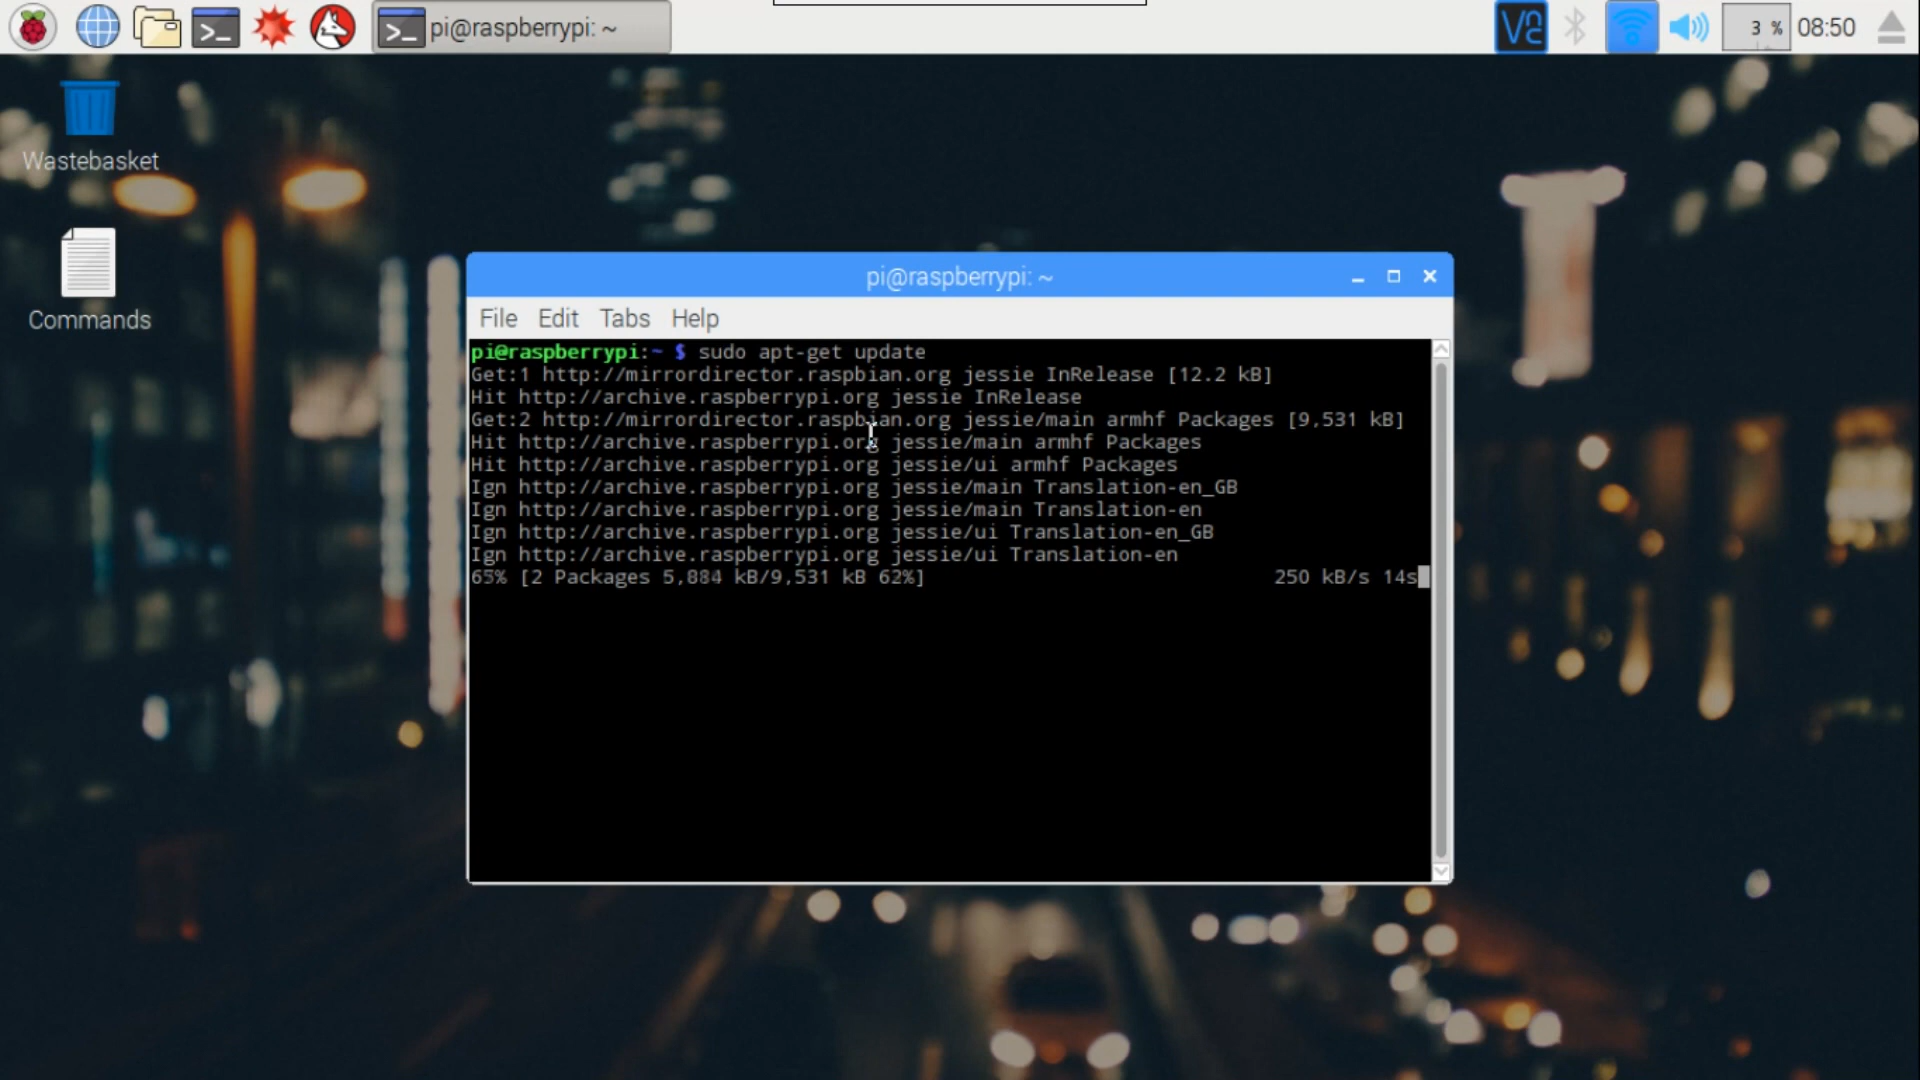 pi@raspberrypi: ~
3 %
08:50
Wastebasket
Commands
pi@raspberrypi: ~
File Edit Tabs Help
pi@raspberrypi:~ $ sudo apt-get update
Get:1 http://mirrordirector.raspbian.org jessie InRelease [12.2 kB]
Hit http://archive.raspberrypi.org jessie InRelease
Get:2 http://mirrordirector.raspbian.org jessie/main armhf Packages [9,531 kB]
Hit http://archive.raspberrypi.org jessie/main armhf Packages
Hit http://archive.raspberrypi.org jessie/ui armhf Packages
Ign http://archive.raspberrypi.org jessie/main Translation-en_GB
Ign http://archive.raspberrypi.org jessie/main Translation-en
Ign http://archive.raspberrypi.org jessie/ui Translation-en_GB
Ign http://archive.raspberrypi.org jessie/ui Translation-en
65% [2 Packages 5,884 kB/9,531 kB 62%] 250 kB/s 14s